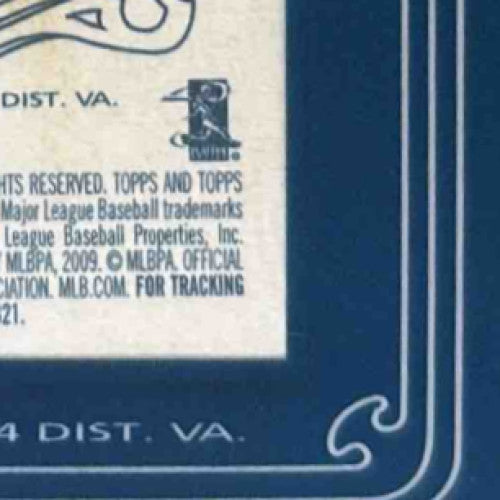 DIST. VA.
HTS RESERVED. TOPPS AND TOPPS
Major League Baseball trademarks
League Baseball Properties, Inc.
MLBPA, 2009. © MLBPA. OFFICIAL
CIATION. MLB.COM. FOR TRACKING
321.
4 DIST. VA.